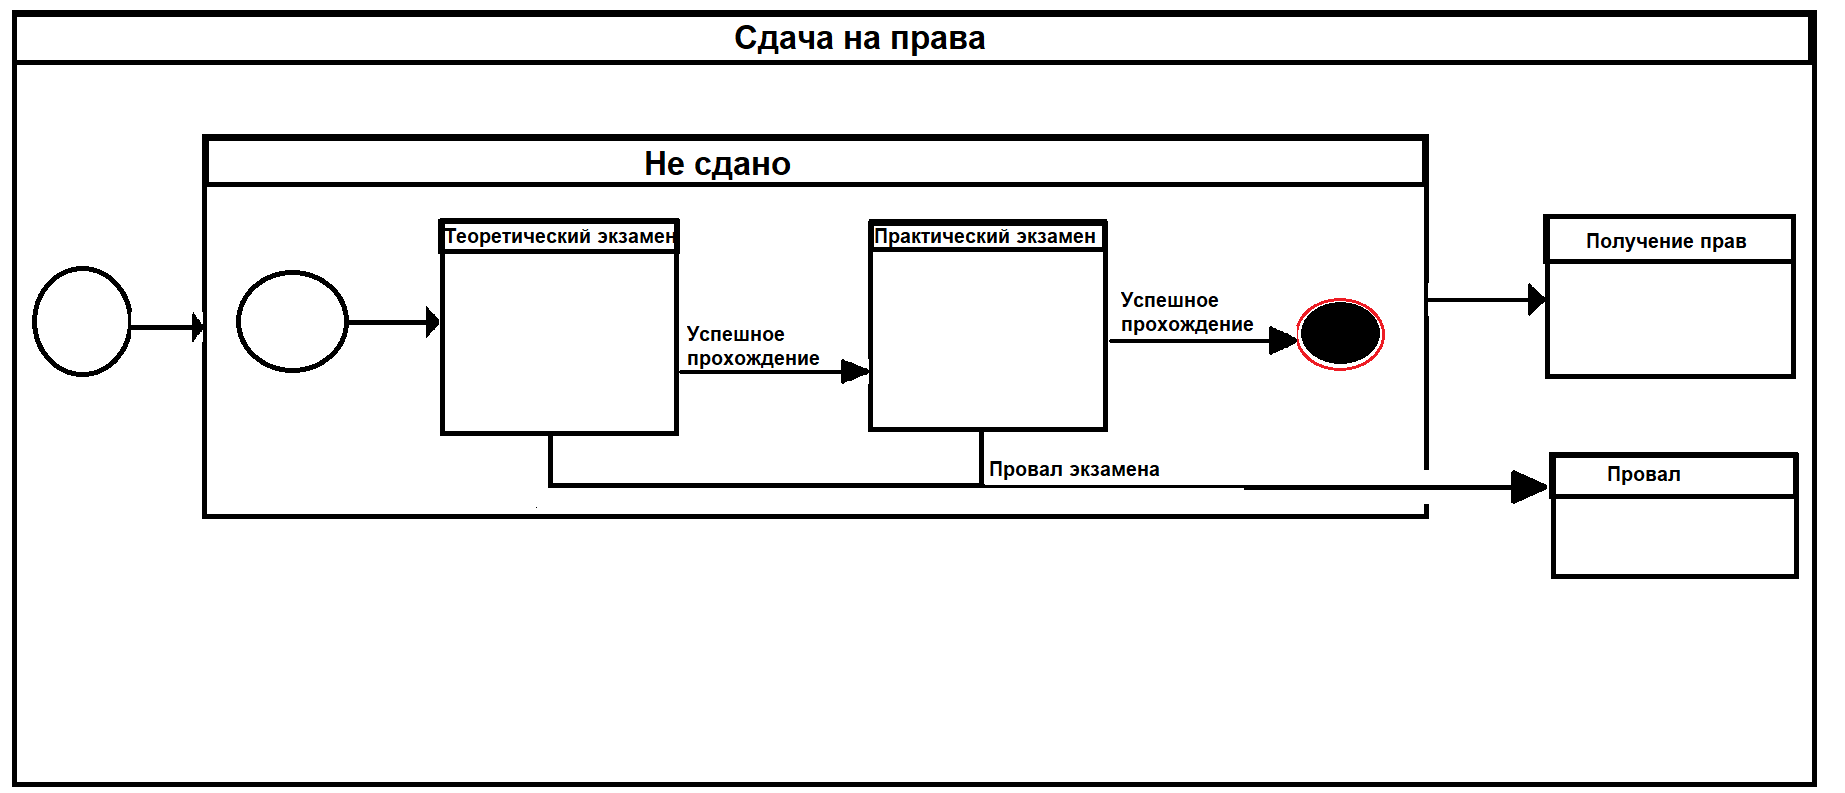 Сдача на права
Не сдано
Теоретический экзамен
Практический экзамен
Получение прав
Успешное
прохождение
Успешное
прохождение
Провал экзамена
Провал